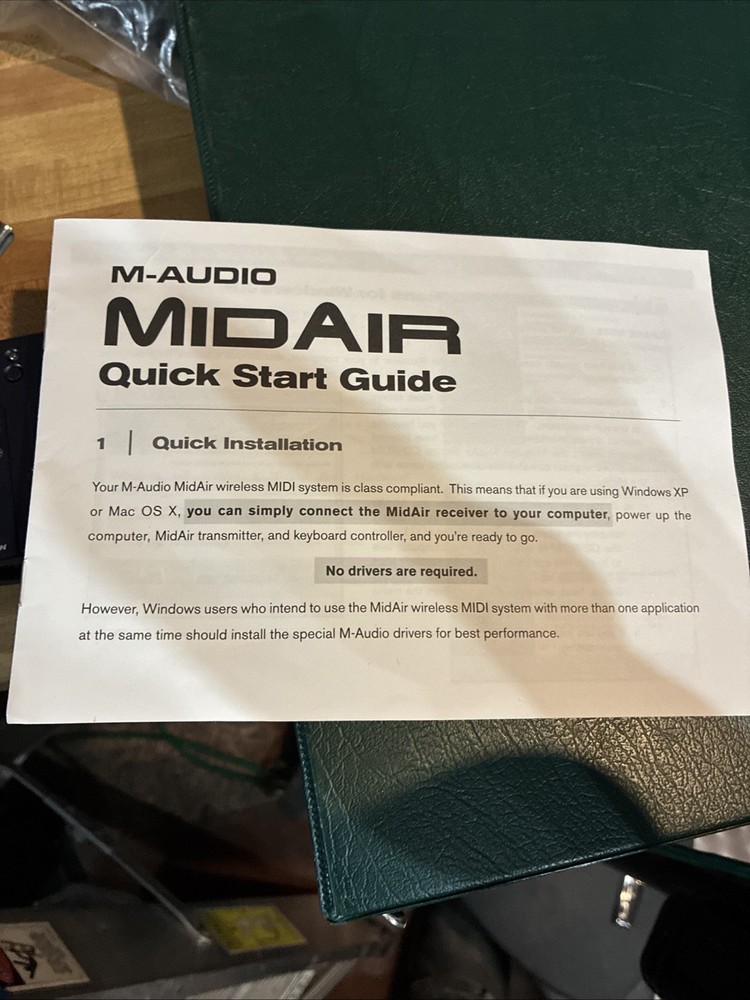 M-AUDIO
MIDAIR
Quick Start Guide
1 | Quick Installation
Your M-Audio MidAir wireless MIDI system is class compliant. This means that if you are using Windows XP
or Mac OS X, you can simply connect the MidAir receiver to your computer, power up the
computer, MidAir transmitter, and keyboard controller, and you're ready to go.
No drivers are required.
However, Windows users who intend to use the MidAir wireless MIDI system with more than one application
at the same time should install the special M-Audio drivers for best performance.